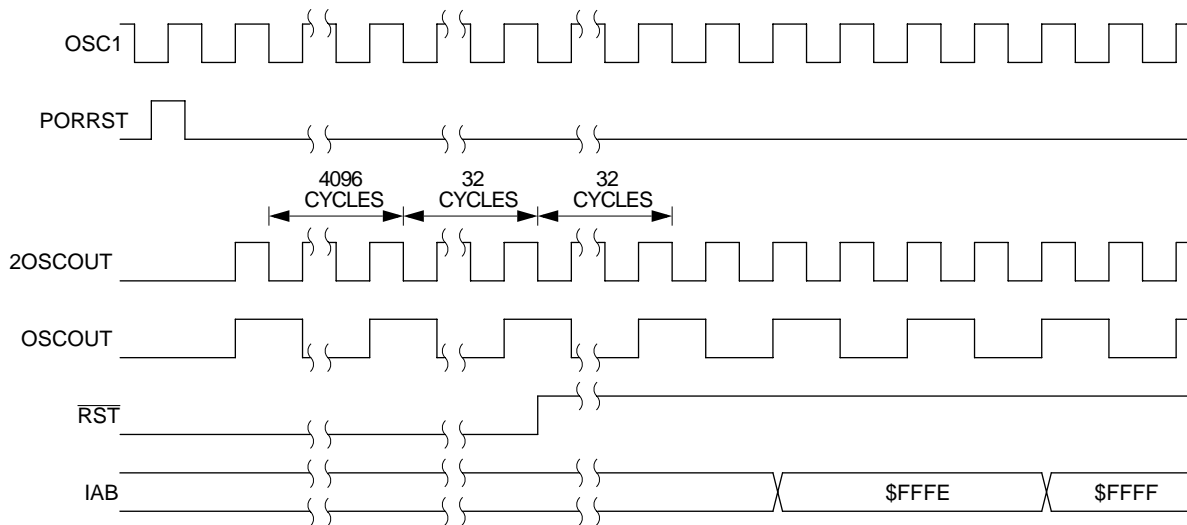 OSC1
PORRST
4096
CYCLES
32
CYCLES
32
CYCLES
2OSCOUT
OSCOUT
RST
IAB
$FFFE
$FFFF